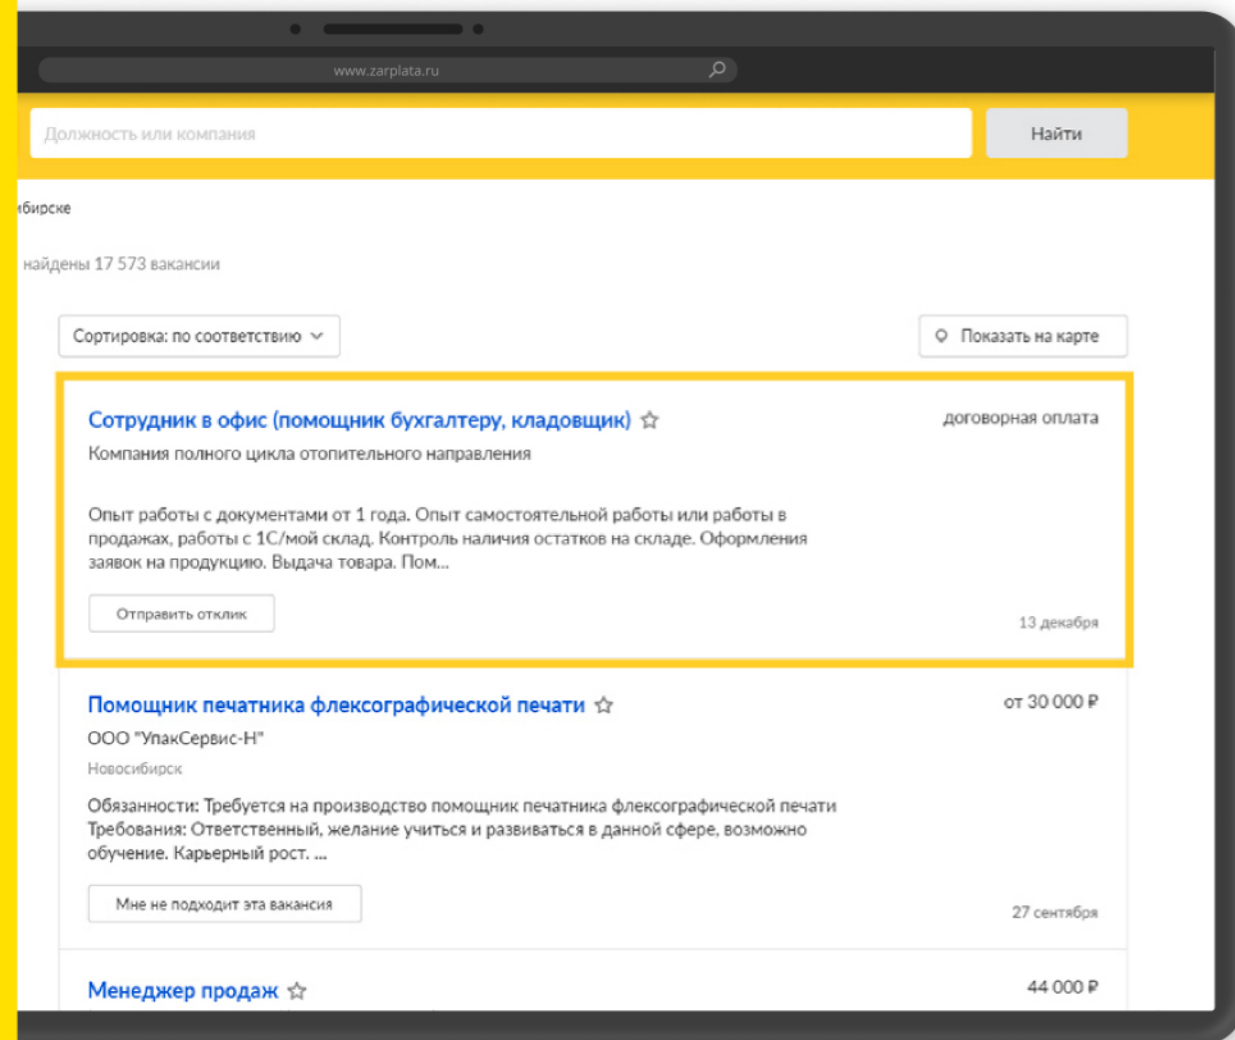 www.zarplata.ru
Должность или компания
Найти
ибирске
найдены 17 573 вакансии
Сортировка: по соответствию
Показать на карте
Сотрудник в офис (помощник бухгалтеру, кладовщик)
договорная оплата
Компания полного цикла отопительного направления
Опыт работы с документами от 1 года. Опыт самостоятельной работы или работы в
продажах, работы с 1С/мой склад. Контроль наличия остатков на складе. Оформления
заявок на продукцию. Выдача товара. Пом...
Отправить отклик
13 декабря
Помощник печатника флексографической печати
от 30 000 ₽
ООО "УпакСервис-Н"
Новосибирск
Обязанности: Требуется на производство помощник печатника флексографической печати
Требования: Ответственный, желание учиться и развиваться в данной сфере, возможно
обучение. Карьерный рост. ...
Мне не подходит эта вакансия
27 сентября
Менеджер продаж
44 000 ₽